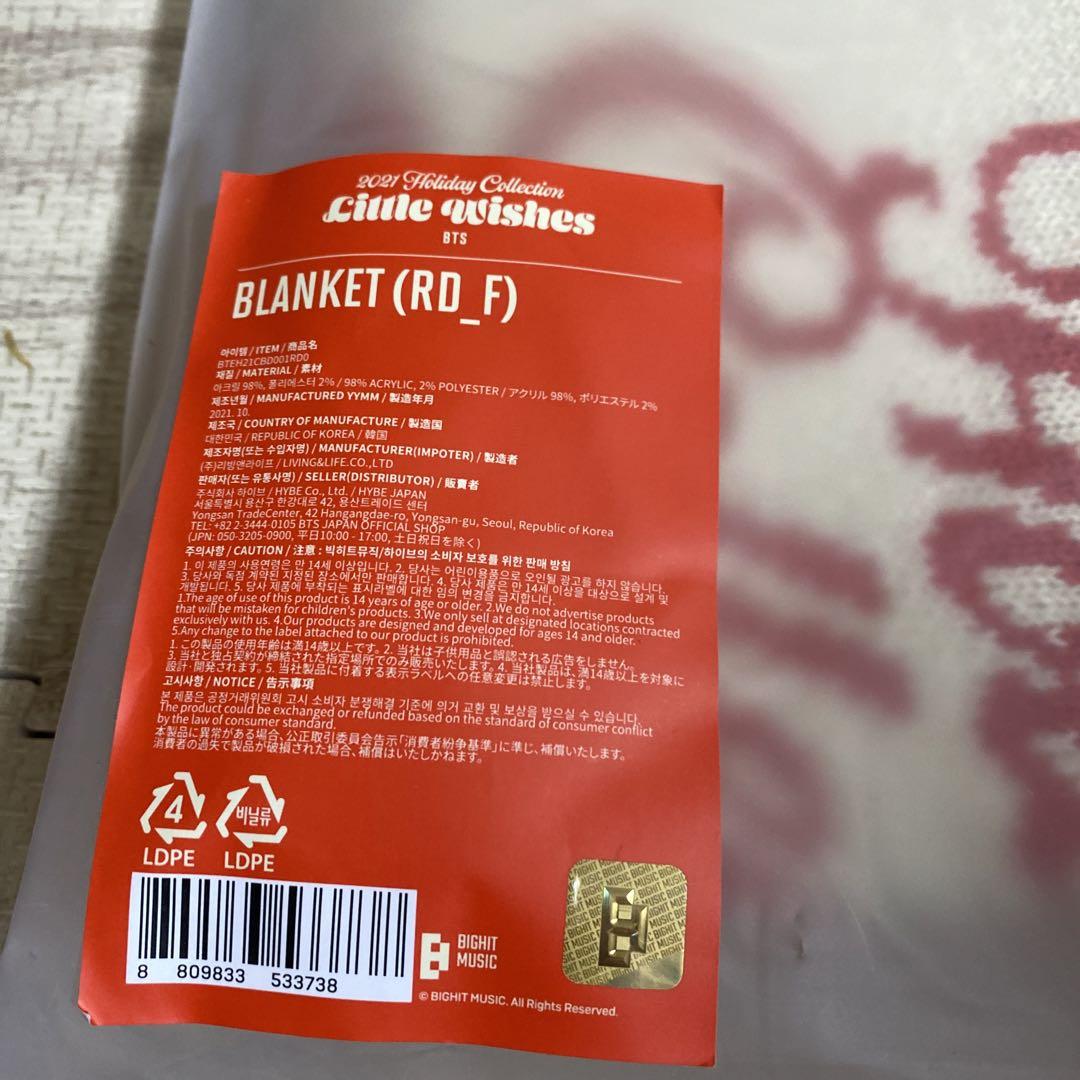 2021 Holiday Collection
Little Wishes
BTS
BLANKET (RD_F)
아이템 / ITEM / 商品名
BTEH21CBD001RD0
재질 / MATERIAL / 素材
아크릴 98%, 폴리에스터 2% / 98% ACRYLIC, 2% POLYESTER / アクリル 98%, ポリエステル 2%
제조년월 / MANUFACTURED YYMM / 製造年月
2021. 10.
제조국 / COUNTRY OF MANUFACTURE / 製造国
대한민국 / REPUBLIC OF KOREA / 韓国
제조자명(또는 수입자명) / MANUFACTURER(IMPOTER) / 製造者
(주)리빙앤라이프 / LIVING&LIFE.CO.,LTD
판매자(또는 유통사명) / SELLER(DISTRIBUTOR) / 販賣者
주식회사 하이브 / HYBE Co., Ltd. / HYBE JAPAN
서울특별시 용산구 한강대로 42, 용산트레이드 센터
Yongsan TradeCenter, 42 Hangangdae-ro, Yongsan-gu, Seoul, Republic of Korea
TEL: +82 2-3444-0105 BTS JAPAN OFFICIAL SHOP
(JPN: 050-3205-0900, 平日10:00 - 17:00, 土日祝日を除く)
주의사항 / CAUTION / 注意 : 빅히트뮤직/하이브의 소비자 보호를 위한 판매 방침
1. 이 제품의 사용연령은 만 14세 이상입니다. 2. 당사는 어린이용품으로 오인될 광고를 하지 않습니다.
3. 당사와 독점 계약된 지정된 장소에서만 판매합니다. 4. 당사 제품은 만 14세 이상을 대상으로 설계 및
개발됩니다. 5. 당사 제품에 부착되는 표시라벨에 대한 임의 변경을 금지합니다.
1.The age of use of this product is 14 years of age or older. 2.We do not advertise products
that will be mistaken for children's products. 3.We only sell at designated locations contracted
exclusively with us. 4.Our products are designed and developed for ages 14 and older.
5.Any change to the label attached to our product is prohibited.
1. この製品の使用年齢は満14歳以上です。2. 当社は子供用品と誤認される広告をしません。
3. 当社と独占契約が締結された指定場所でのみ販売いたします。4. 当社製品は、満14歳以上を対象に
設計·開発されます。5. 当社製品に付着する表示ラベルへの任意変更は禁止します。
고시사항 / NOTICE / 告示事項
본 제품은 공정거래위원회 고시 소비자 분쟁해결 기준에 의거 교환 및 보상을 받으실 수 있습니다.
The product could be exchanged or refunded based on the standard of consumer conflict
by the law of consumer standard.
本製品に異常がある場合、公正取引委員会告示「消費者紛争基準」に準じ、補償いたします。
消費者の過失で製品が破損された場合、補償はいたしかねます。
4 비닐류
LDPE LDPE
8 809833 533738
BIGHIT
MUSIC
© BIGHIT MUSIC. All Rights Reserved.
BIGHIT MUSIC